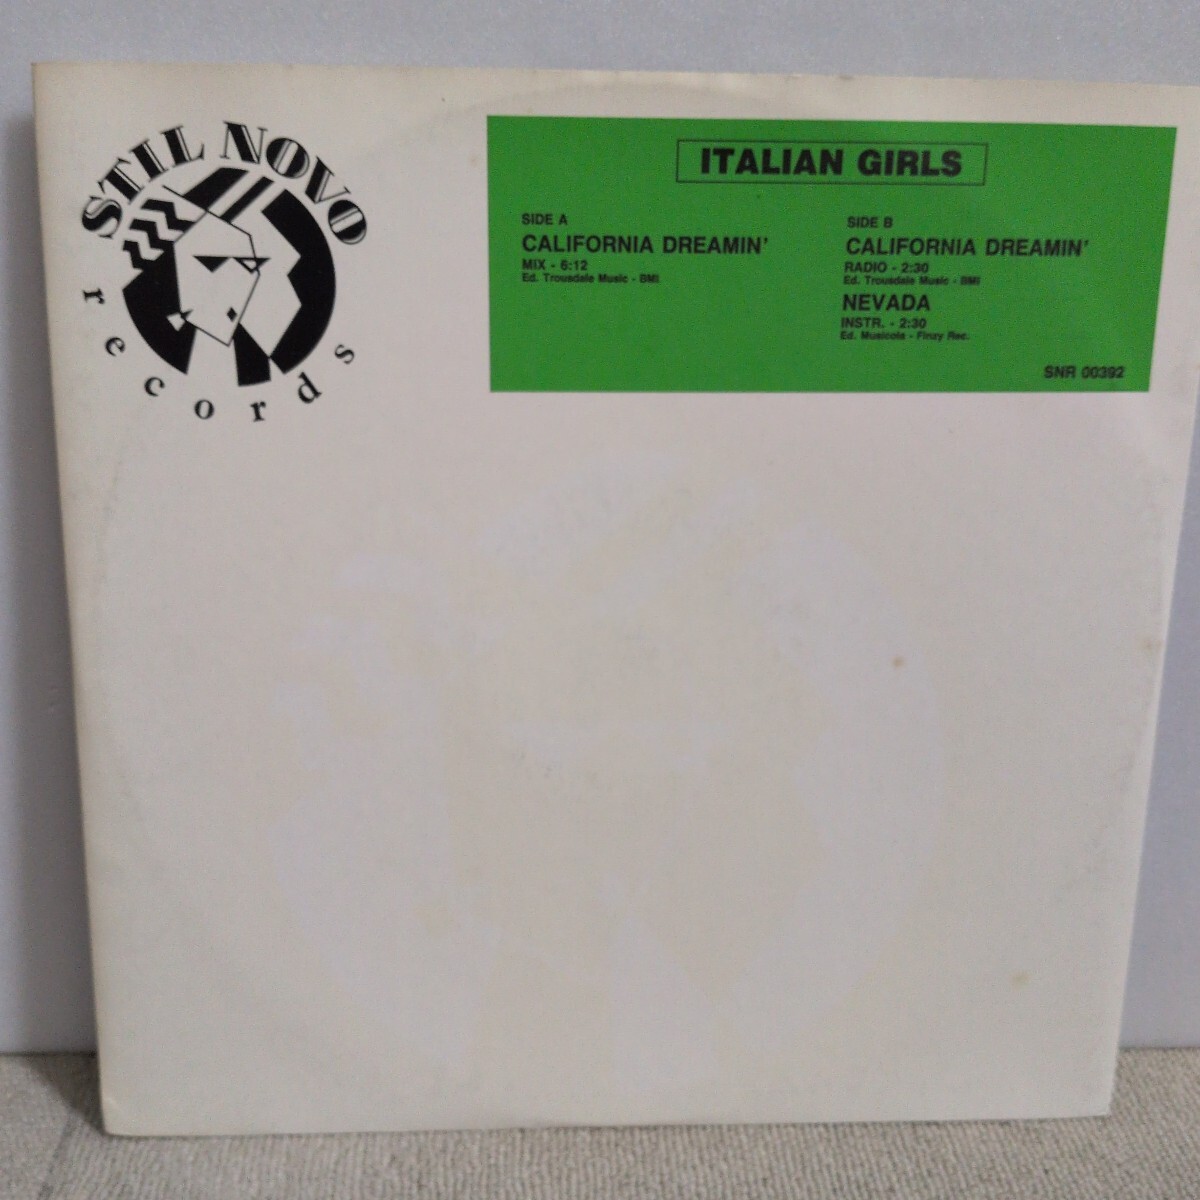 STIL NOVO
records
ITALIAN GIRLS
SIDE A
CALIFORNIA DREAMIN'
MIX - 6:12
Ed. Trousdale Music - BMI
SIDE B
CALIFORNIA DREAMIN'
RADIO - 2:30
Ed. Trousdale Music - BMI
NEVADA
INSTR. - 2:30
Ed. Musicola - Finzy Rec.
SNR 00392